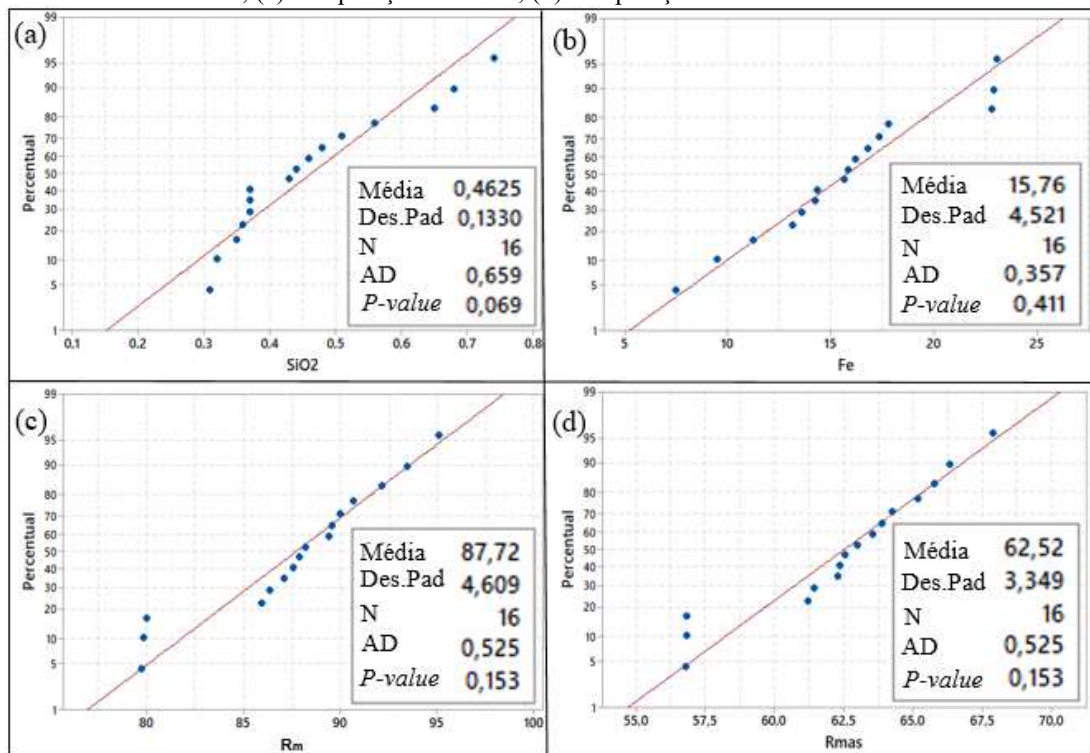 (a)
99
95
90
80
70
60
50
40
30
20
10
5
1
Percentual
Média 0,4625
Des.Pad 0,1330
N 16
AD 0,659
P-value 0,069
0.1 0.2 0.3 0.4 0.5 0.6 0.7 0.8
SiO2
(b)
99
95
90
80
70
60
50
40
30
20
10
5
1
Percentual
Média 15,76
Des.Pad 4,521
N 16
AD 0,357
P-value 0,411
5 10 15 20 25
Fe
(c)
99
95
90
80
70
60
50
40
30
20
10
5
1
Percentual
Média 87,72
Des.Pad 4,609
N 16
AD 0,525
P-value 0,153
80 85 90 95 100
Rm
(d)
99
95
90
80
70
60
50
40
30
20
10
5
1
Percentual
Média 62,52
Des.Pad 3,349
N 16
AD 0,525
P-value 0,153
55,0 57,5 60,0 62,5 65,0 67,5 70,0
Rmas